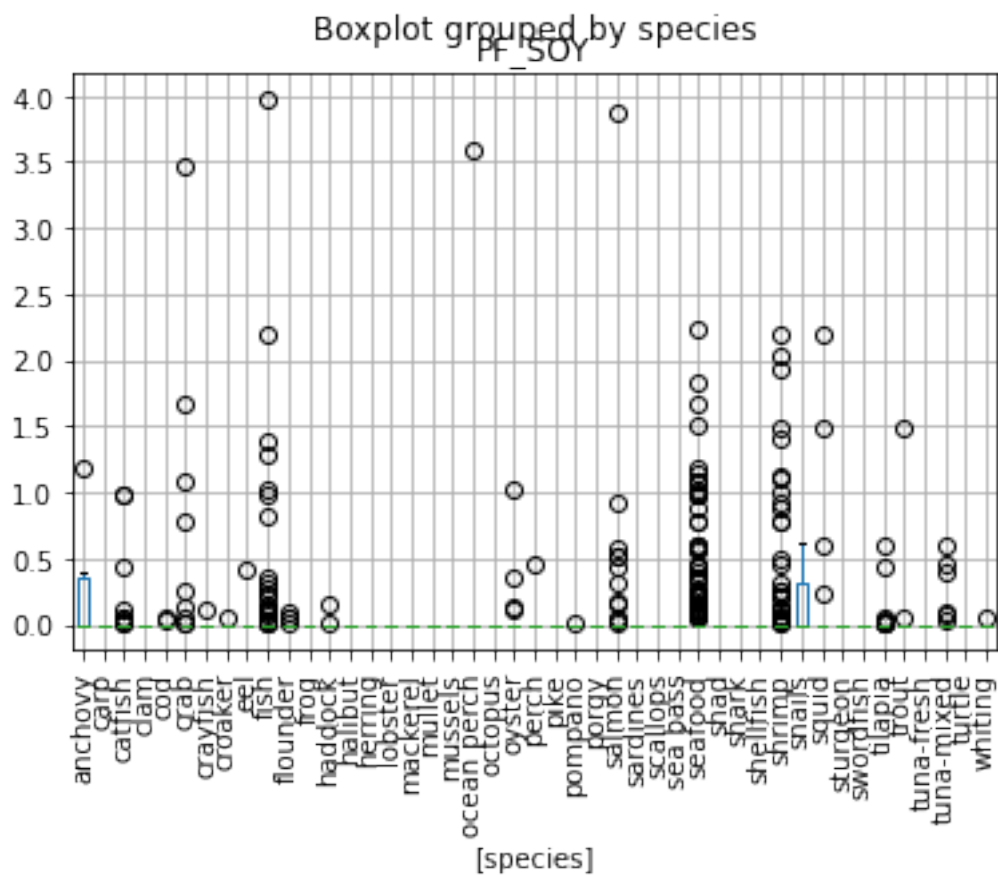 Boxplot grouped by species
PF_SOY
4.0
3.5
3.0
2.5
2.0
1.5
1.0
0.5
0.0
anchovy
carp
catfish
clam
cod
crab
crayfish
croaker
eel
fish
flounder
frog
haddock
halibut
herring
lobster
mackerel
mullet
mussels
ocean perch
octopus
oyster
perch
pike
pompano
porgy
salmon
sardines
scallops
sea bass
seafood
shad
shark
shellfish
shrimp
snails
squid
sturgeon
swordfish
tilapia
trout
tuna-fresh
tuna-mixed
turtle
whiting
[species]